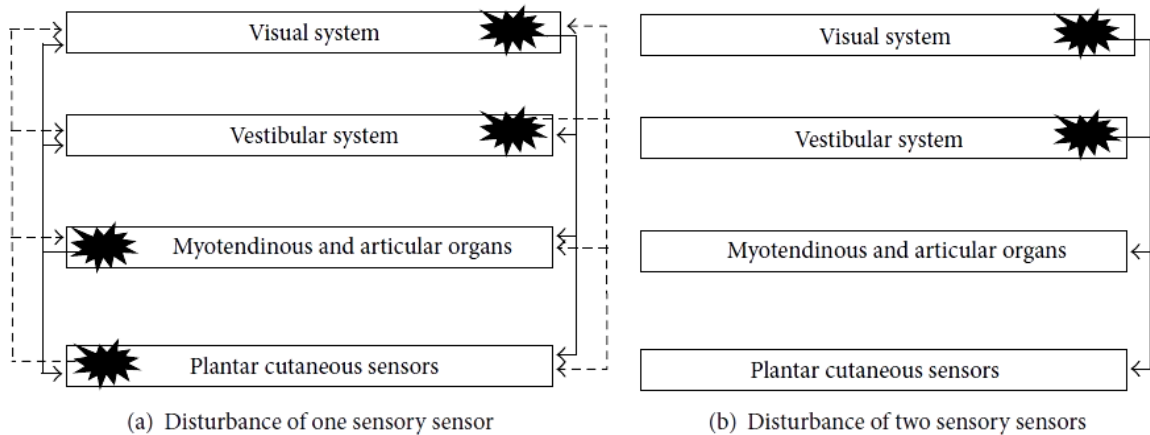 Visual system
Vestibular system
Myotendinous and articular organs
Plantar cutaneous sensors
(a) Disturbance of one sensory sensor
Visual system
Vestibular system
Myotendinous and articular organs
Plantar cutaneous sensors
(b) Disturbance of two sensory sensors